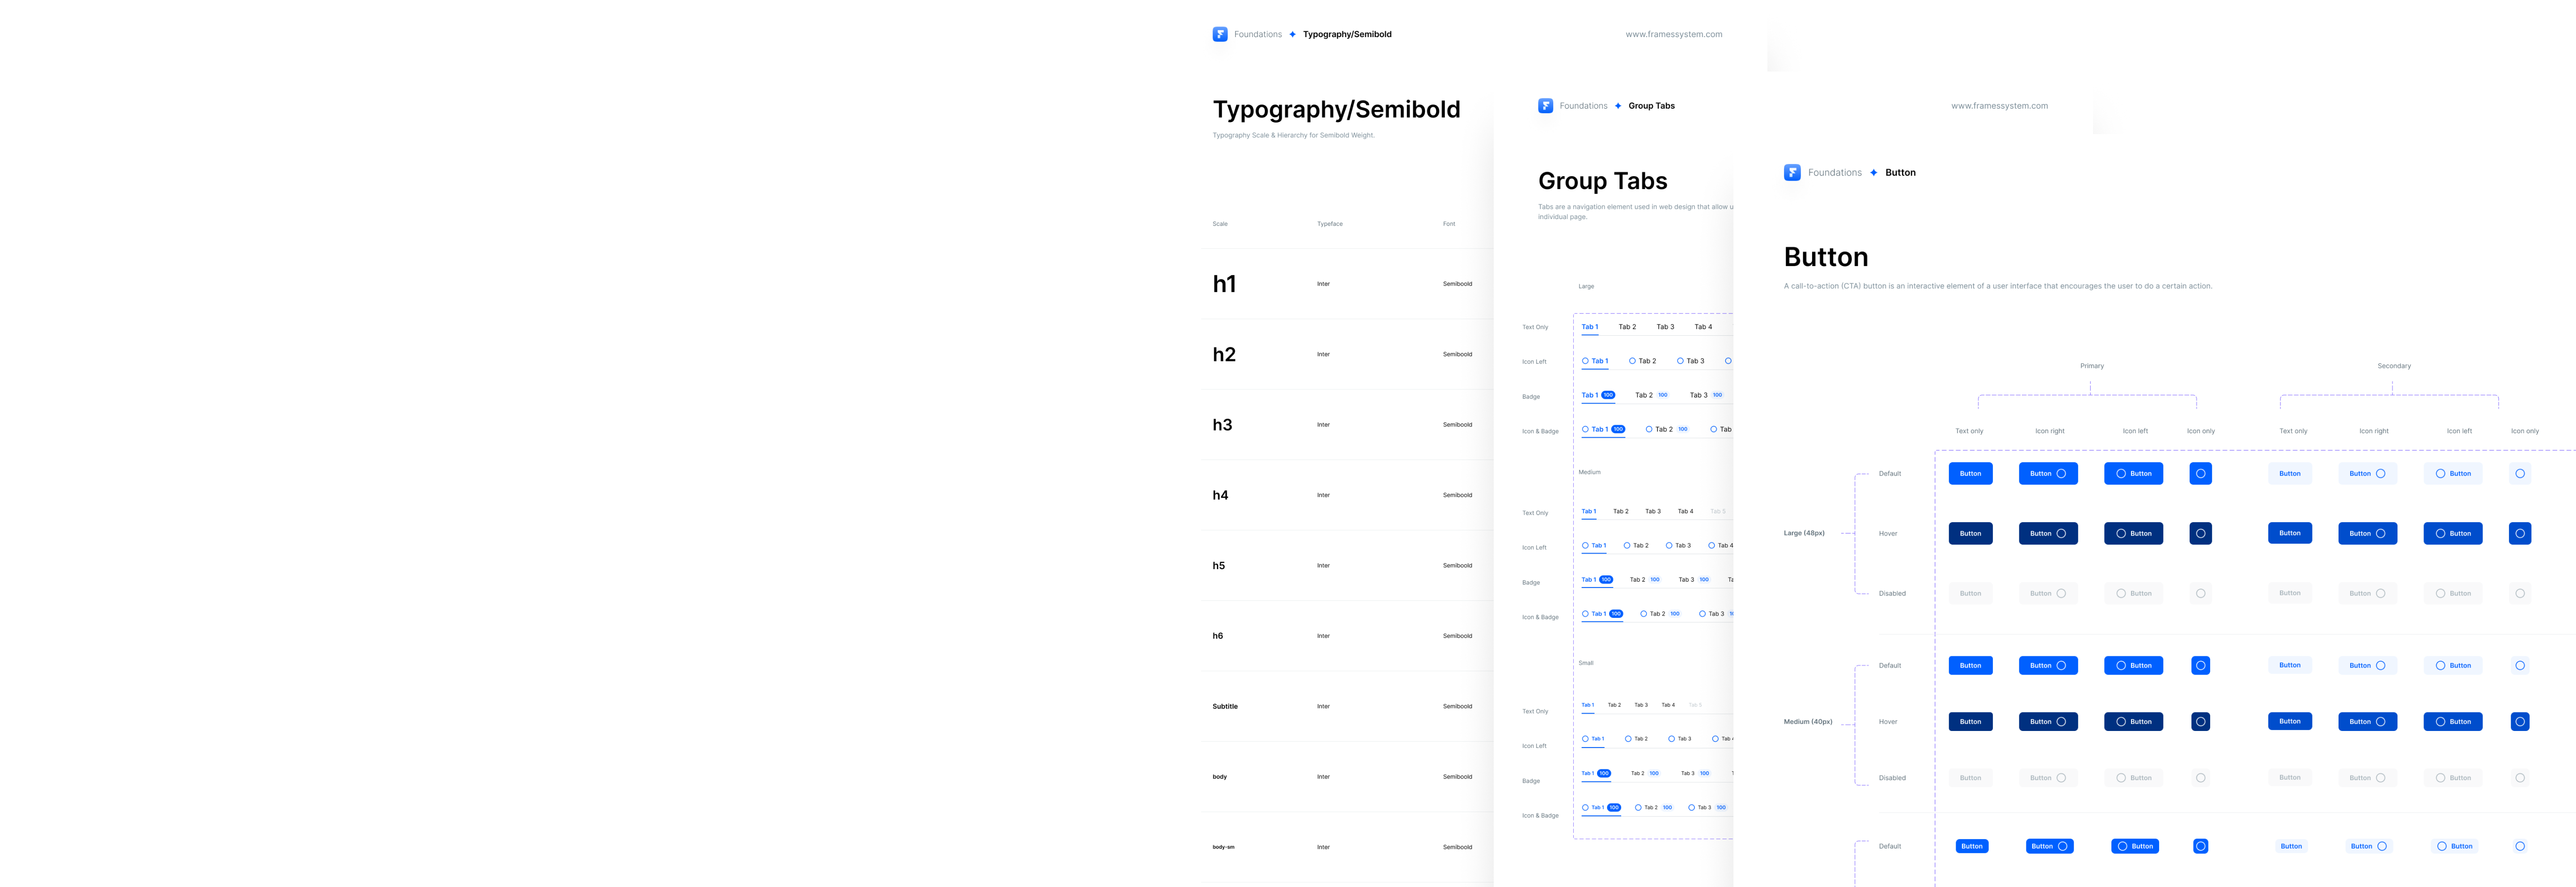 Foundations Typography/Semibold www.framessystem.com
Typography/Semibold
Typography Scale & Hierarchy for Semibold Weight.
Scale Typeface Font
h1 Inter Semiboold
h2 Inter Semiboold
h3 Inter Semiboold
h4 Inter Semiboold
h5 Inter Semiboold
h6 Inter Semiboold
Subtitle Inter Semiboold
body Inter Semiboold
body-sm Inter Semiboold
Foundations Group Tabs www.framessystem.com
Group Tabs
Tabs are a navigation element used in web design that allow u
individual page.
Large
Text Only Tab 1 Tab 2 Tab 3 Tab 4
Icon Left Tab 1 Tab 2 Tab 3
Badge Tab 1 100 Tab 2 100 Tab 3 100
Icon & Badge Tab 1 100 Tab 2 100 Tab
Medium
Text Only Tab 1 Tab 2 Tab 3 Tab 4 Tab 5
Icon Left Tab 1 Tab 2 Tab 3 Tab 4
Badge Tab 1 100 Tab 2 100 Tab 3 100
Icon & Badge Tab 1 100 Tab 2 100 Tab 3
Small
Text Only Tab 1 Tab 2 Tab 3 Tab 4 Tab 5
Icon Left Tab 1 Tab 2 Tab 3 Tab
Badge Tab 1 100 Tab 2 100 Tab 3 100
Icon & Badge Tab 1 100 Tab 2 100 Tab 3 100
Foundations Button
Button
A call-to-action (CTA) button is an interactive element of a user interface that encourages the user to do a certain action.
Primary Secondary
Text only Icon right Icon left Icon only Text only Icon right Icon left Icon only
Default Button Button Button Button Button Button
Large (48px) Hover Button Button Button Button Button Button
Disabled Button Button Button Button Button Button
Default Button Button Button Button Button Button
Medium (40px) Hover Button Button Button Button Button Button
Disabled Button Button Button Button Button Button
Default Button Button Button Button Button Button